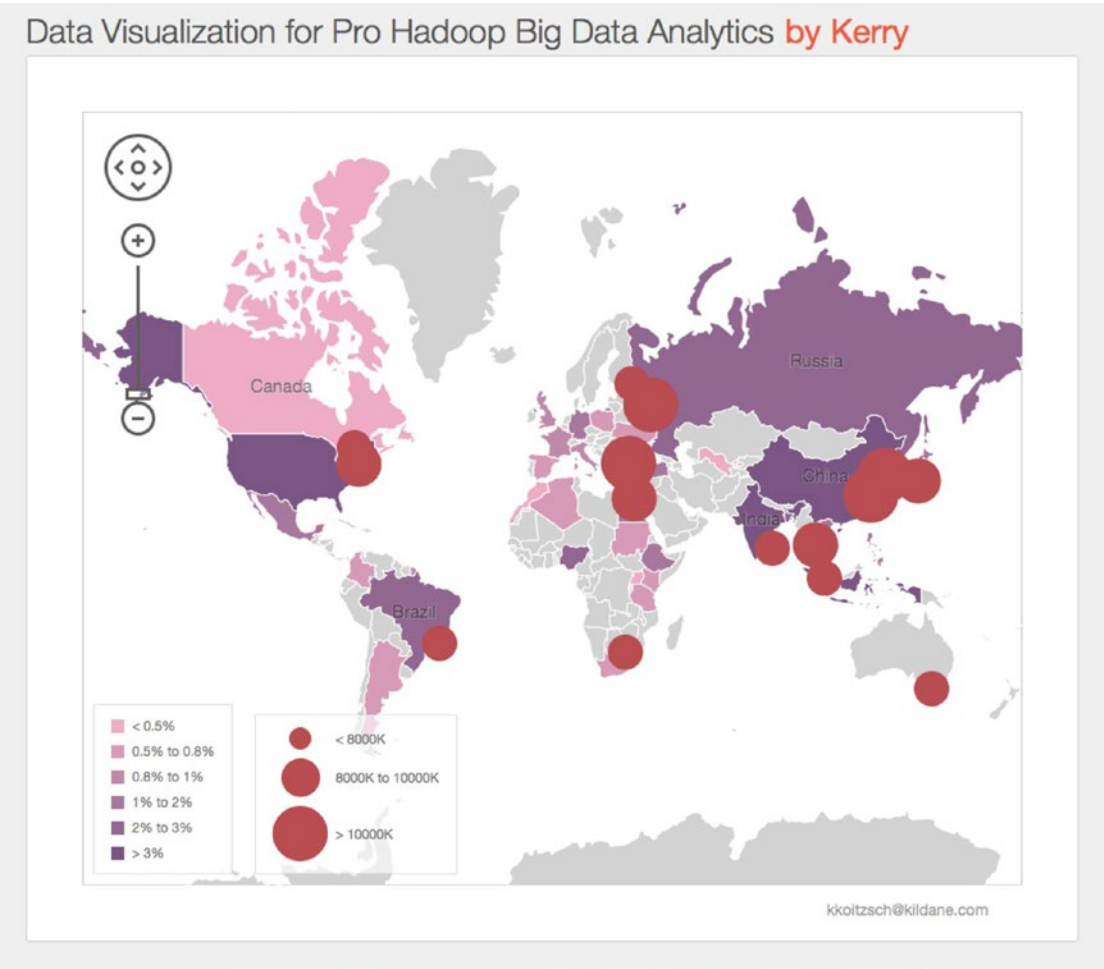 Data Visualization for Pro Hadoop Big Data Analytics by Kerry
Canada
Russia
China
India
Brazil
< 0.5%
0.5% to 0.8%
0.8% to 1%
1% to 2%
2% to 3%
> 3%
< 8000K
8000K to 10000K
> 10000K
kkoitzsch@kildane.com